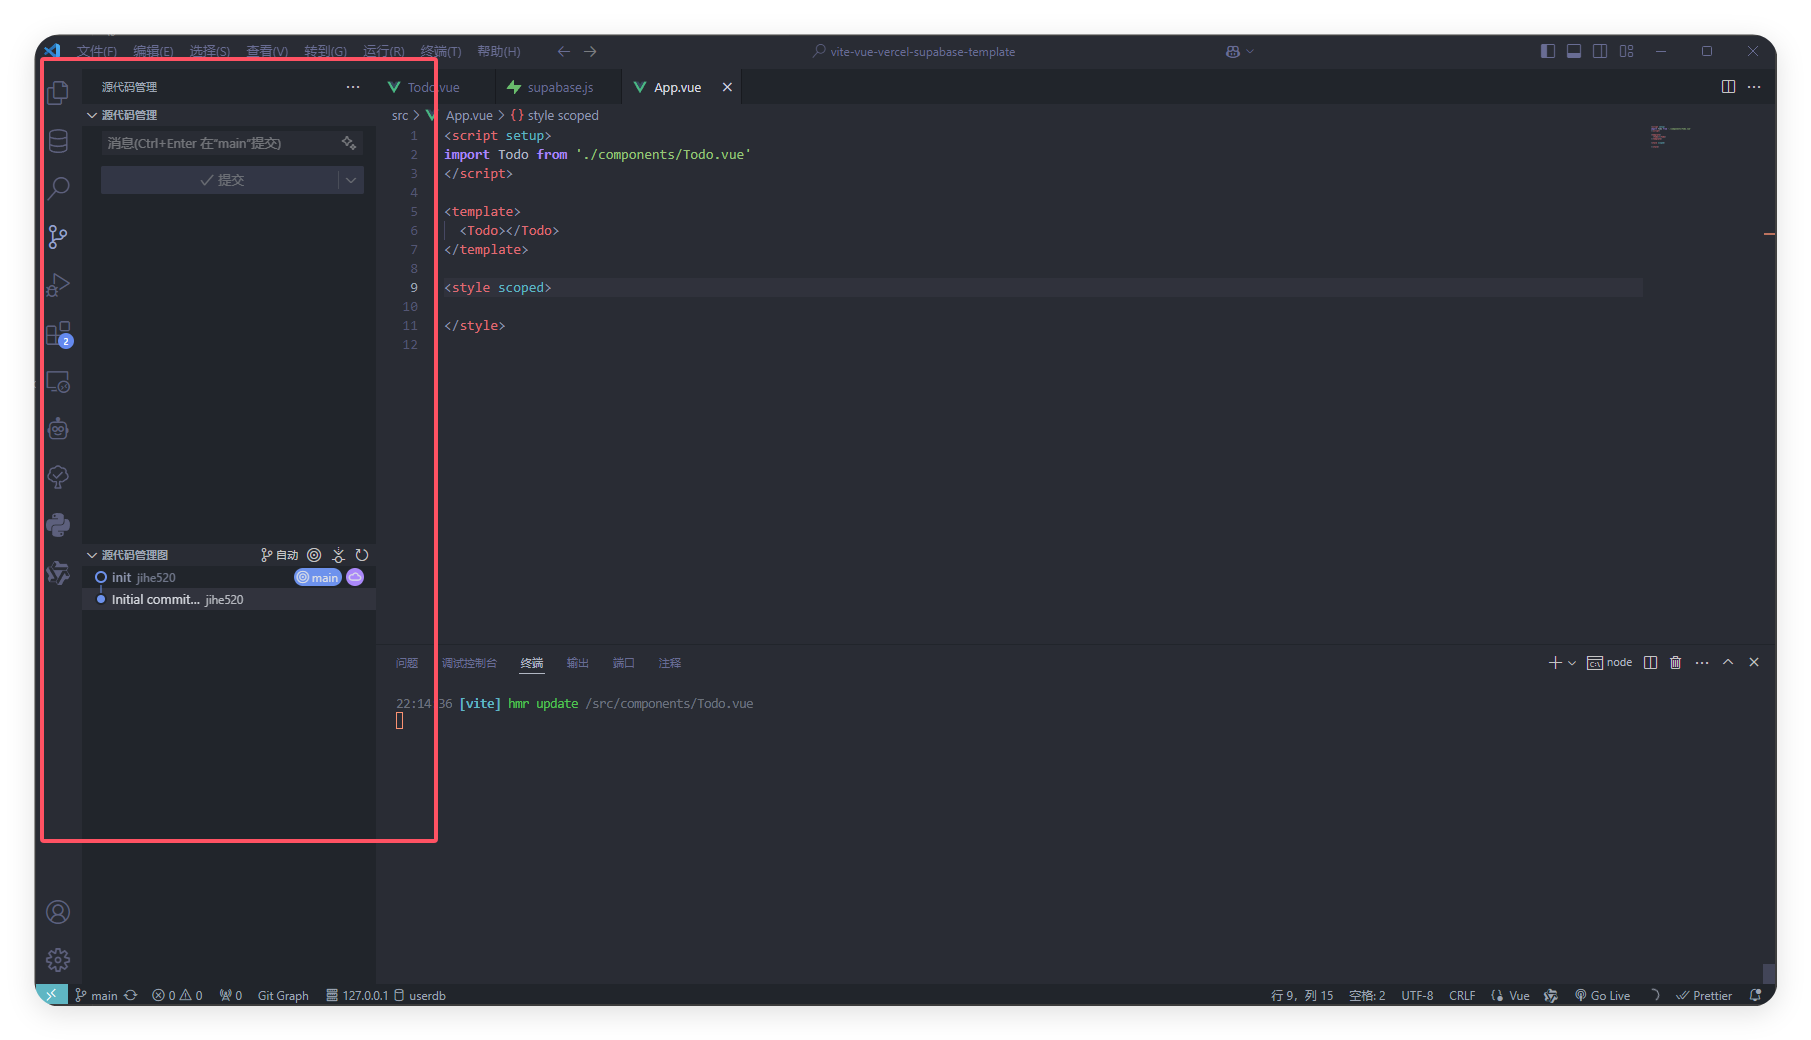 文件(F) 编辑(E) 选择(S) 查看(V) 转到(G) 运行(R) 终端(T) 帮助(H) vite-vue-vercel-supabase-template
源代码管理
Todo.vue supabase.js App.vue
源代码管理
消息(Ctrl+Enter 在"main"提交)
提交
src > App.vue > {} style scoped
1 <script setup>
2 import Todo from './components/Todo.vue'
3 </script>
4
5 <template>
6 <Todo></Todo>
7 </template>
8
9 <style scoped>
10
11 </style>
12
2
源代码管理图 自动
init jihe520 main
Initial commit... jihe520
问题 调试控制台 终端 输出 端口 注释 node
22:14 36 [vite] hmr update /src/components/Todo.vue
main 0 0 0 Git Graph 127.0.0.1 userdb 行 9，列 15 空格: 2 UTF-8 CRLF Vue Go Live Prettier